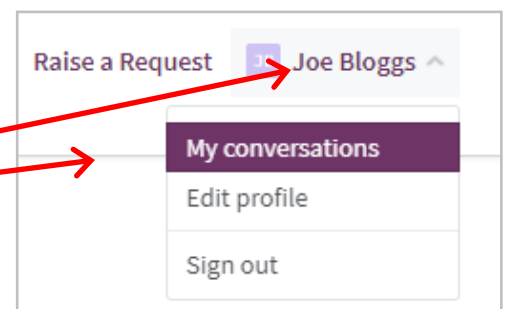 Raise a Request Joe Bloggs
My conversations
Edit profile
Sign out